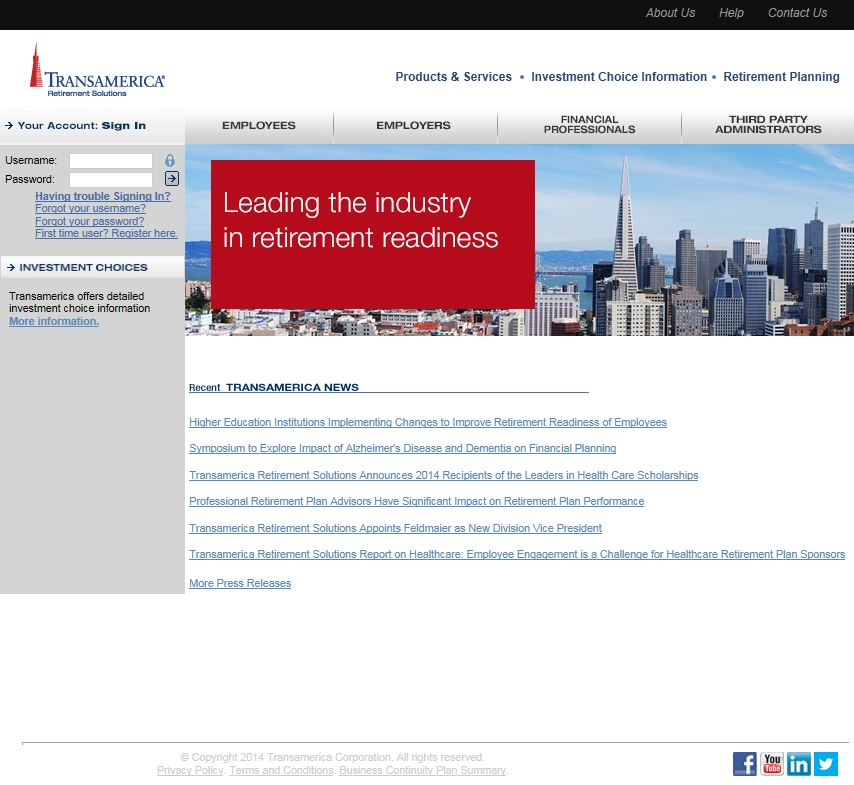 About Us Help Contact Us
TRANSAMERICA®
Retirement Solutions
Products & Services • Investment Choice Information • Retirement Planning
Your Account: Sign In
EMPLOYEES
EMPLOYERS
FINANCIAL
PROFESSIONALS
THIRD PARTY
ADMINISTRATORS
Username:
Password:
Having trouble Signing In?
Forgot your username?
Forgot your password?
First time user? Register here.
INVESTMENT CHOICES
Transamerica offers detailed
investment choice information
More information.
Leading the industry
in retirement readiness
Recent TRANSAMERICA NEWS
Higher Education Institutions Implementing Changes to Improve Retirement Readiness of Employees
Symposium to Explore Impact of Alzheimer's Disease and Dementia on Financial Planning
Transamerica Retirement Solutions Announces 2014 Recipients of the Leaders in Health Care Scholarships
Professional Retirement Plan Advisors Have Significant Impact on Retirement Plan Performance
Transamerica Retirement Solutions Appoints Feldmaier as New Division Vice President
Transamerica Retirement Solutions Report on Healthcare: Employee Engagement is a Challenge for Healthcare Retirement Plan Sponsors
More Press Releases
© Copyright 2014 Transamerica Corporation. All rights reserved.
Privacy Policy. Terms and Conditions. Business Continuity Plan Summary.
f You Tube in